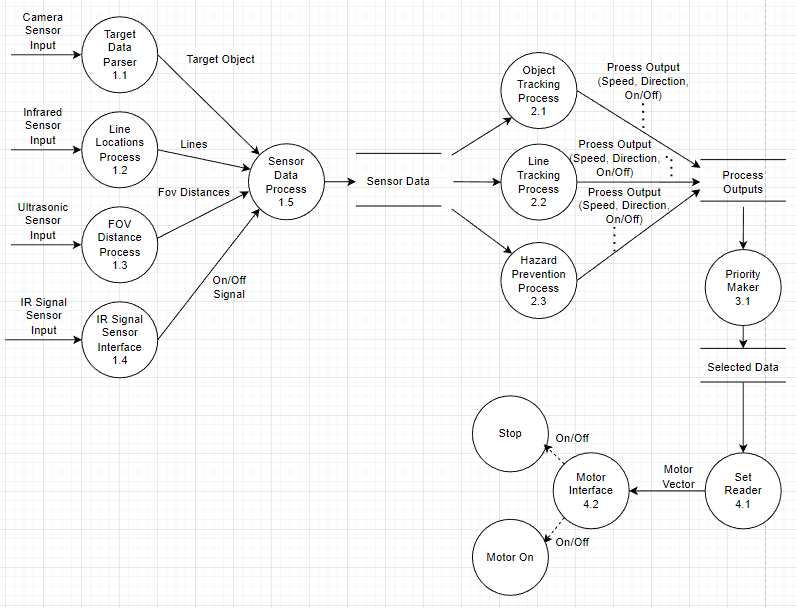 Camera
Sensor
Input
Target
Data
Parser
1.1
Target Object
Infrared
Sensor
Input
Line
Locations
Process
1.2
Lines
Ultrasonic
Sensor
Input
FOV
Distance
Process
1.3
Fov Distances
IR Signal
Sensor
Input
IR Signal
Sensor
Interface
1.4
On/Off
Signal
Sensor
Data
Process
1.5
Sensor Data
Object
Tracking
Process
2.1
Proess Output
(Speed, Direction,
On/Off)
Line
Tracking
Process
2.2
Proess Output
(Speed, Direction,
On/Off)
Hazard
Prevention
Process
2.3
Proess Output
(Speed, Direction,
On/Off)
Process
Outputs
Priority
Maker
3.1
Selected Data
Set
Reader
4.1
Motor
Vector
Motor
Interface
4.2
On/Off
Stop
On/Off
Motor On